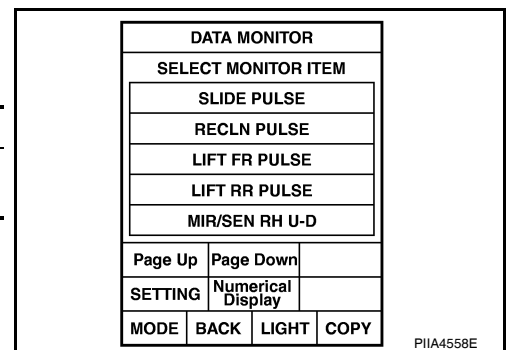 DATA MONITOR
SELECT MONITOR ITEM
SLIDE PULSE
RECLN PULSE
LIFT FR PULSE
LIFT RR PULSE
MIR/SEN RH U-D
Page Up Page Down
SETTING Numerical Display
MODE BACK LIGHT COPY
PIIA4558E